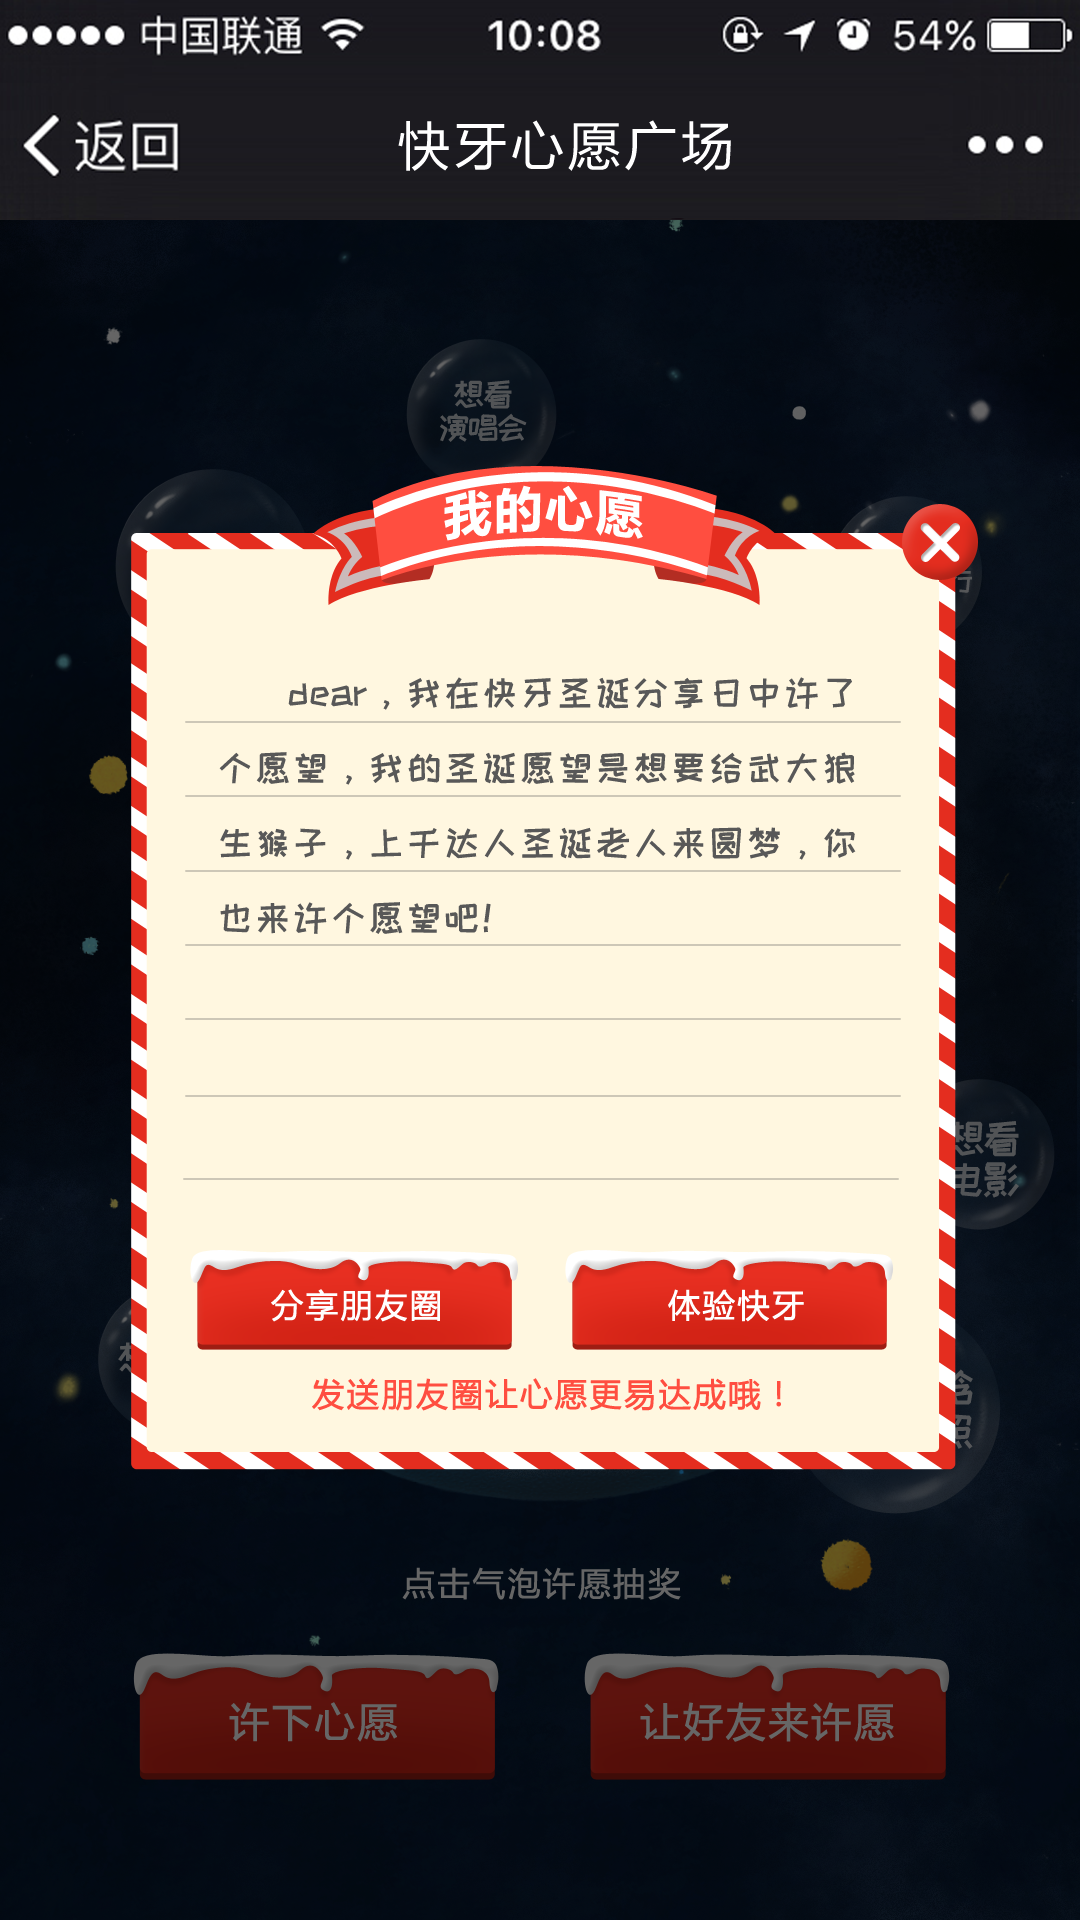 中国联通 10:08 54%
返回 快牙心愿广场
想看
演唱会
我的心愿
行
dear，我在快牙圣诞分享日中许了
个愿望，我的圣诞愿望是想要给武大狼
生猴子，上千达人圣诞老人来圆梦，你
也来许个愿望吧!
想看
电影
分享朋友圈 体验快牙
发送朋友圈让心愿更易达成哦！
点击气泡许愿抽奖
许下心愿 让好友来许愿